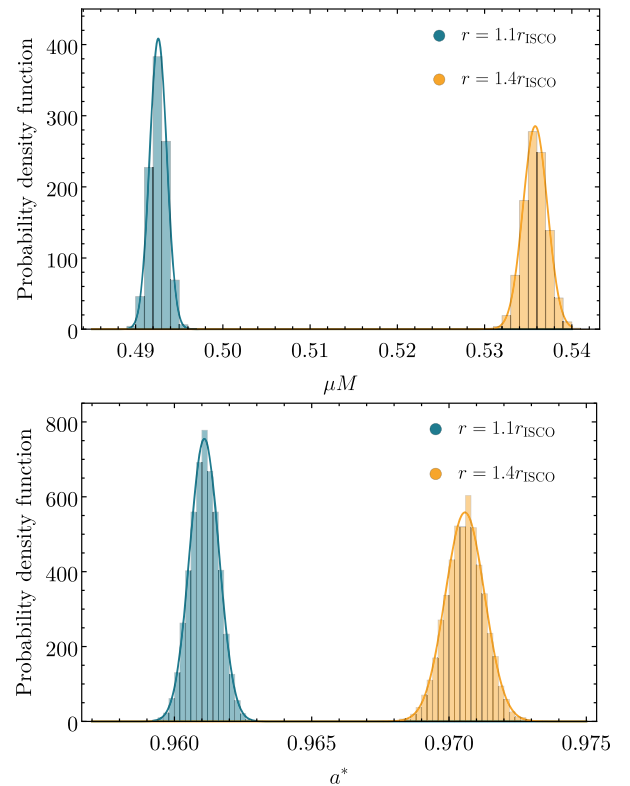 Probability density function
400
300
200
100
0
r = 1.1r_ISCO
r = 1.4r_ISCO
0.49 0.50 0.51 0.52 0.53 0.54
μM
Probability density function
800
600
400
200
0
r = 1.1r_ISCO
r = 1.4r_ISCO
0.960 0.965 0.970 0.975
a*